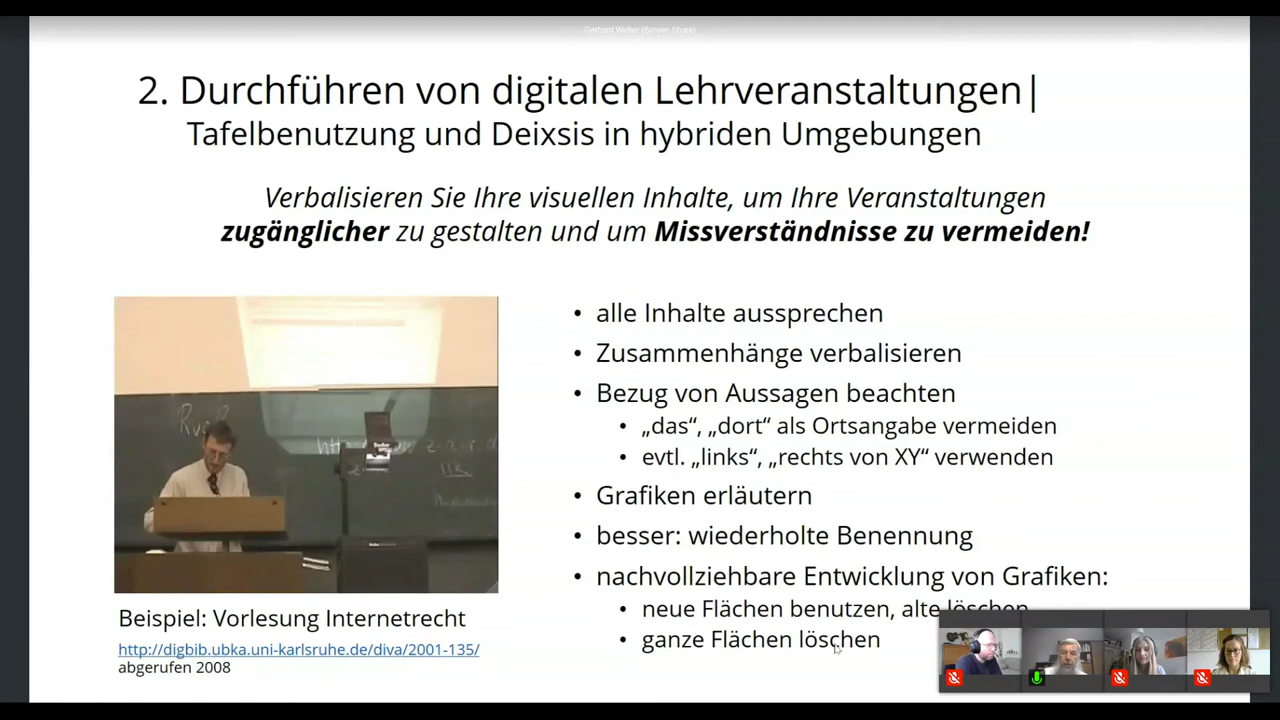 Gerhard Weber (Screen Share)
2. Durchführen von digitalen Lehrveranstaltungen|
Tafelbenutzung und Deixsis in hybriden Umgebungen
Verbalisieren Sie Ihre visuellen Inhalte, um Ihre Veranstaltungen
zugänglicher zu gestalten und um Missverständnisse zu vermeiden!
• alle Inhalte aussprechen
• Zusammenhänge verbalisieren
• Bezug von Aussagen beachten
• „das“, „dort“ als Ortsangabe vermeiden
• evtl. „links“, „rechts von XY“ verwenden
• Grafiken erläutern
• besser: wiederholte Benennung
• nachvollziehbare Entwicklung von Grafiken:
• neue Flächen benutzen, alte löschen
• ganze Flächen löschen
Beispiel: Vorlesung Internetrecht
http://digbib.ubka.uni-karlsruhe.de/diva/2001-135/
abgerufen 2008